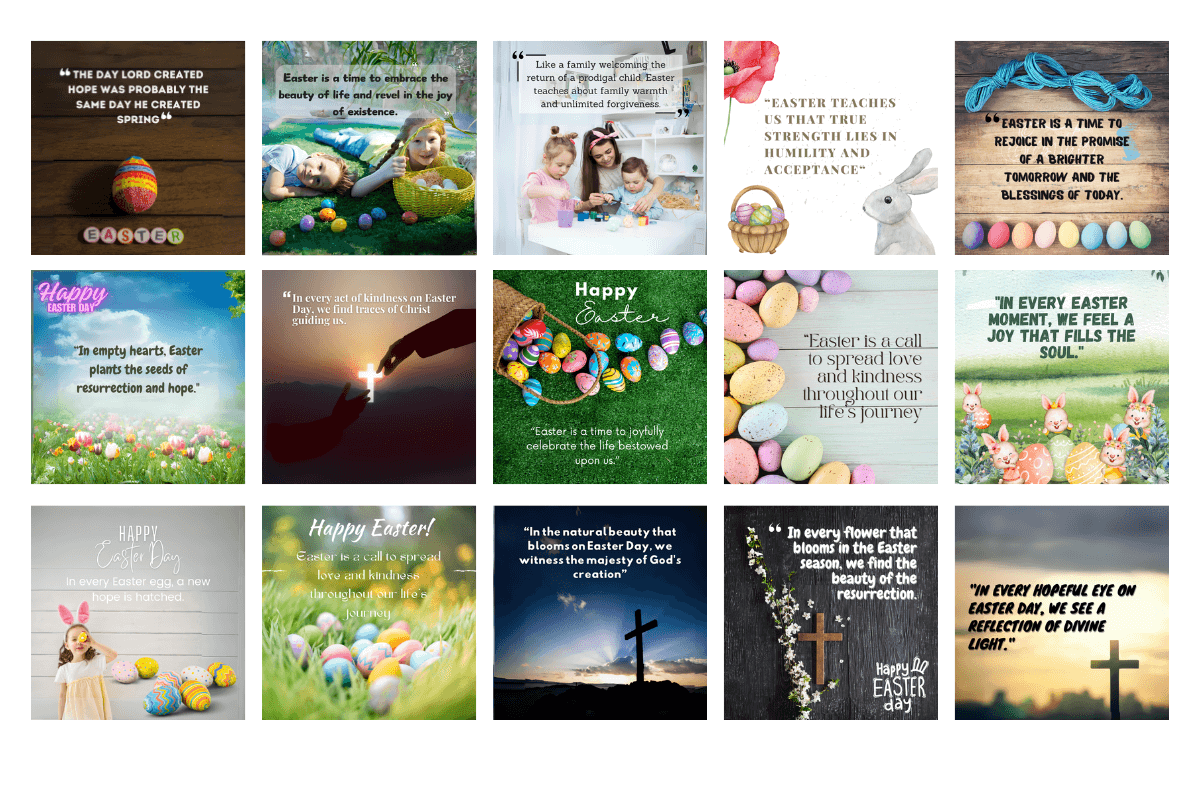 ❝THE DAY LORD CREATED
HOPE WAS PROBABLY THE
SAME DAY HE CREATED
SPRING❝
EASTER
Easter is a time to embrace the
beauty of life and revel in the joy
of existence.
“
Like a family welcoming the
return of a prodigal child, Easter
teaches about family warmth
and unlimited forgiveness.
”
“EASTER TEACHES
US THAT TRUE
STRENGTH LIES IN
HUMILITY AND
ACCEPTANCE“
❝EASTER IS A TIME TO
REJOICE IN THE PROMISE
OF A BRIGHTER
TOMORROW AND THE
BLESSINGS OF TODAY.
Happy
EASTER DAY
“In empty hearts, Easter
plants the seeds of
resurrection and hope."
❝In every act of kindness on Easter
Day, we find traces of Christ
guiding us.
Happy
Easter
“Easter is a time to joyfully
celebrate the life bestowed
upon us.”
“Easter is a call
to spread love
and kindness
throughout our
life's journey
"IN EVERY EASTER
MOMENT, WE FEEL A
JOY THAT FILLS THE
SOUL."
HAPPY
Easter Day
In every Easter egg, a new
hope is hatched.
Happy Easter!
Easter is a call to spread
love and kindness
throughout our life's
journey
“In the natural beauty that
blooms on Easter Day, we
witness the majesty of God's
creation”
❝ In every flower that
blooms in the Easter
season, we find the
beauty of the
resurrection.
Happy
EASTER
day
"IN EVERY HOPEFUL EYE ON
EASTER DAY, WE SEE A
REFLECTION OF DIVINE
LIGHT."